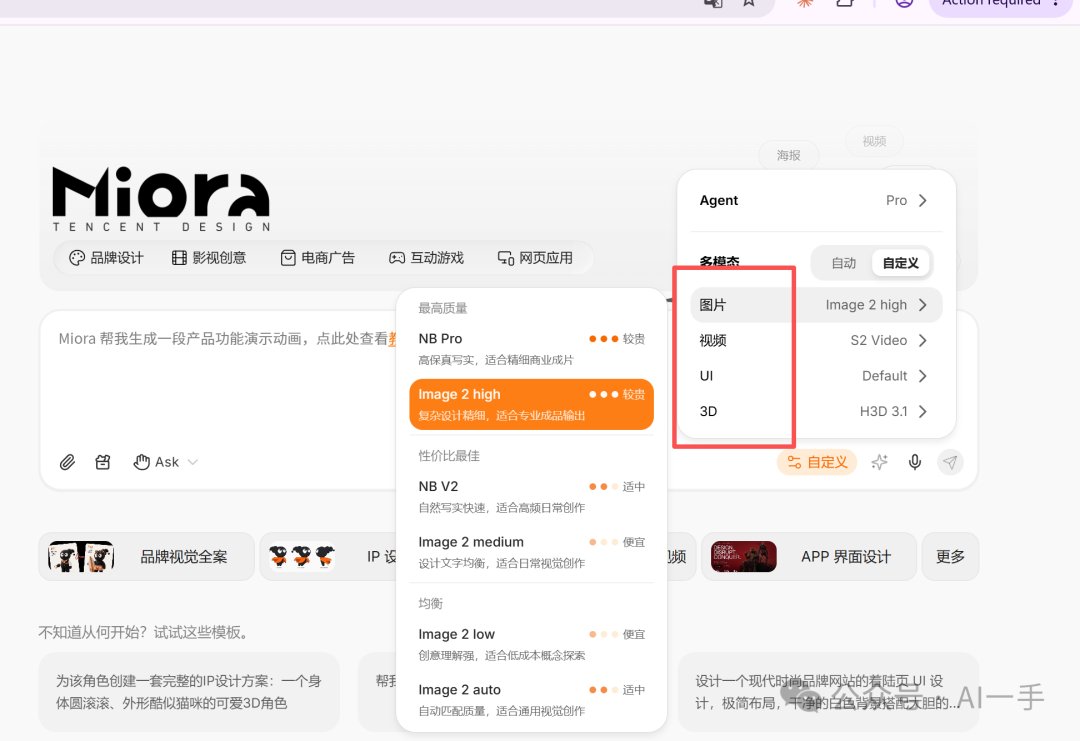 Action required
视频
海报
Miora
TENCENT DESIGN
品牌设计
影视创意
电商广告
互动游戏
网页应用
Agent
Pro
多模态
自动
自定义
图片
Image 2 high
视频
S2 Video
UI
Default
3D
H3D 3.1
Miora 帮我生成一段产品功能演示动画，点此处查看
Ask
自定义
最高质量
NB Pro
较贵
高保真写实，适合精细商业成片
Image 2 high
较贵
复杂设计精细，适合专业成品输出
性价比最佳
NB V2
适中
自然写实快速，适合高频日常创作
Image 2 medium
便宜
设计文字均衡，适合日常视觉创作
均衡
Image 2 low
便宜
创意理解强，适合低成本概念探索
Image 2 auto
适中
自动匹配质量，适合通用视觉创作
品牌视觉全案
IP 设
视频
DESIGN
DISRUPT
CONQUER
APP 界面设计
更多
不知道从何开始？试试这些模板。
为该角色创建一套完整的IP设计方案：一个身
体圆滚滚、外形酷似猫咪的可爱3D角色
帮我
设计一个现代时尚品牌网站的着陆页 UI 设
计，极简布局，干净的白色背景搭配大胆的...
公众号 · AI一手